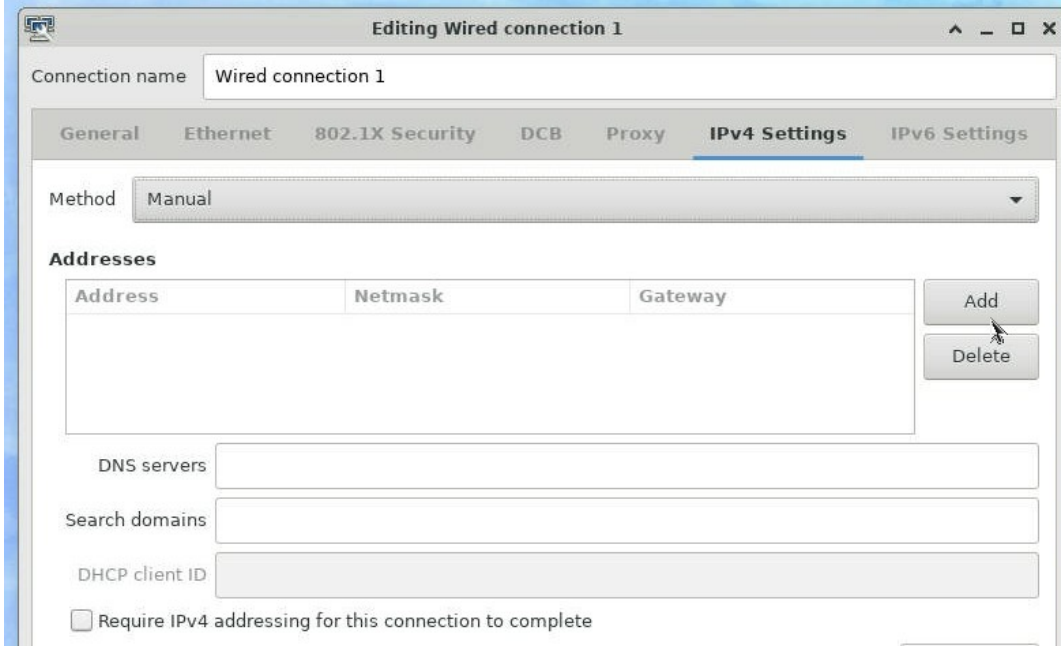 Editing Wired connection 1
Connection name Wired connection 1
General Ethernet 802.1X Security DCB Proxy IPv4 Settings IPv6 Settings
Method Manual
Addresses
Address Netmask Gateway
Add
Delete
DNS servers
Search domains
DHCP client ID
Require IPv4 addressing for this connection to complete